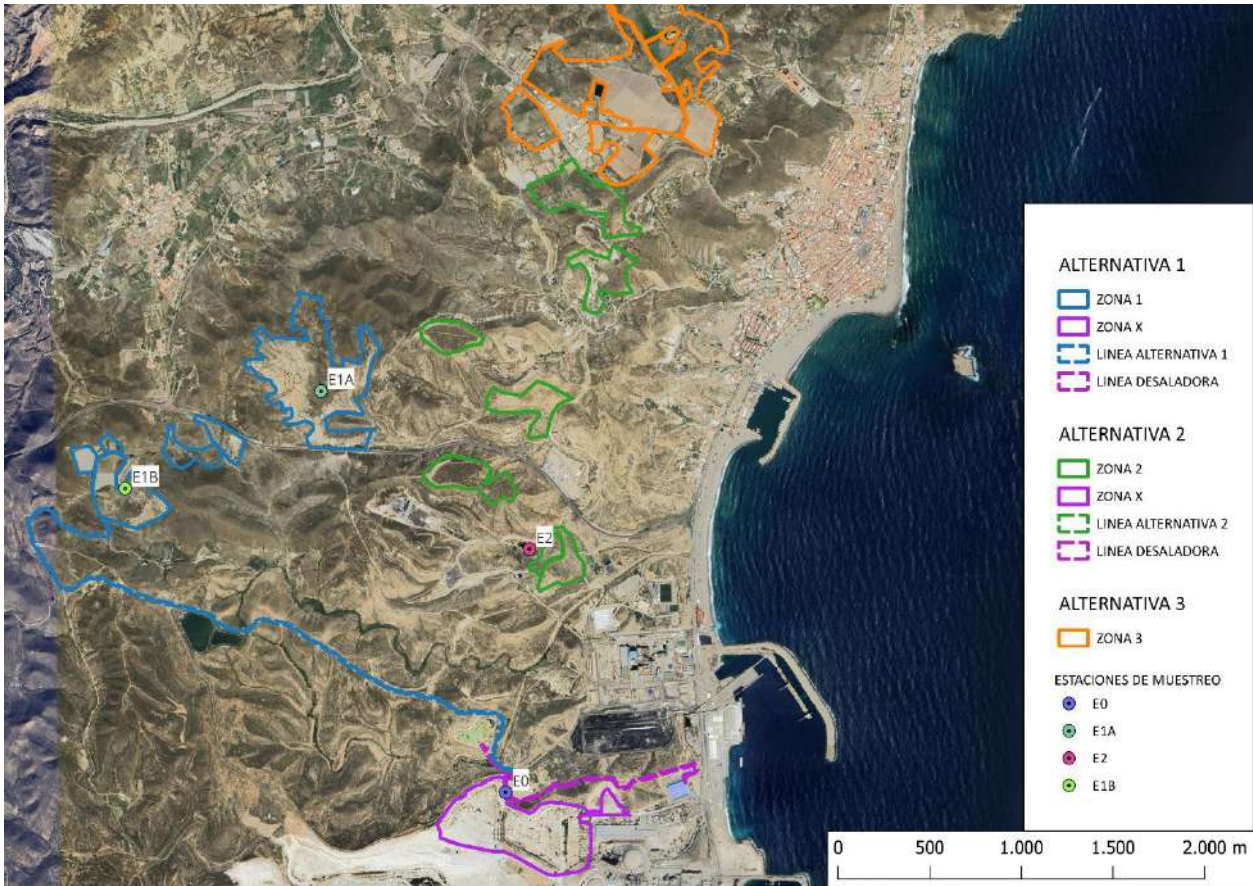 E1A
E1B
E2
E0
ALTERNATIVA 1
ZONA 1
ZONA X
LINEA ALTERNATIVA 1
LINEA DESALADORA
ALTERNATIVA 2
ZONA 2
ZONA X
LINEA ALTERNATIVA 2
LINEA DESALADORA
ALTERNATIVA 3
ZONA 3
ESTACIONES DE MUESTREO
E0
E1A
E2
E1B
0 500 1.000 1.500 2.000 m